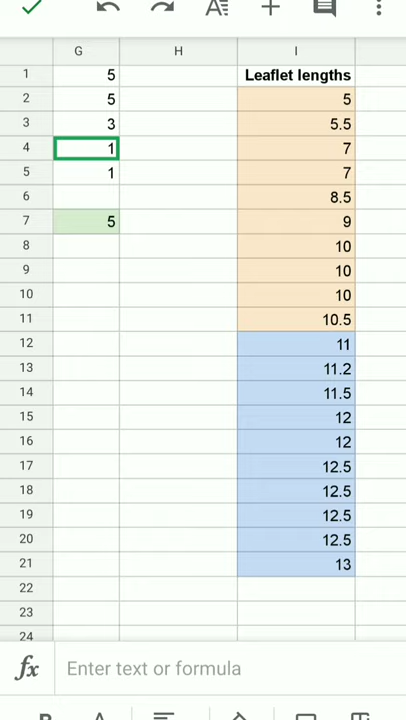 G H I
1 5 Leaflet lengths
2 5 5
3 3 5.5
4 1 7
5 1 7
6 8.5
7 5 9
8 10
9 10
10 10
11 10.5
12 11
13 11.2
14 11.5
15 12
16 12
17 12.5
18 12.5
19 12.5
20 12.5
21 13
22
23
24
fx Enter text or formula